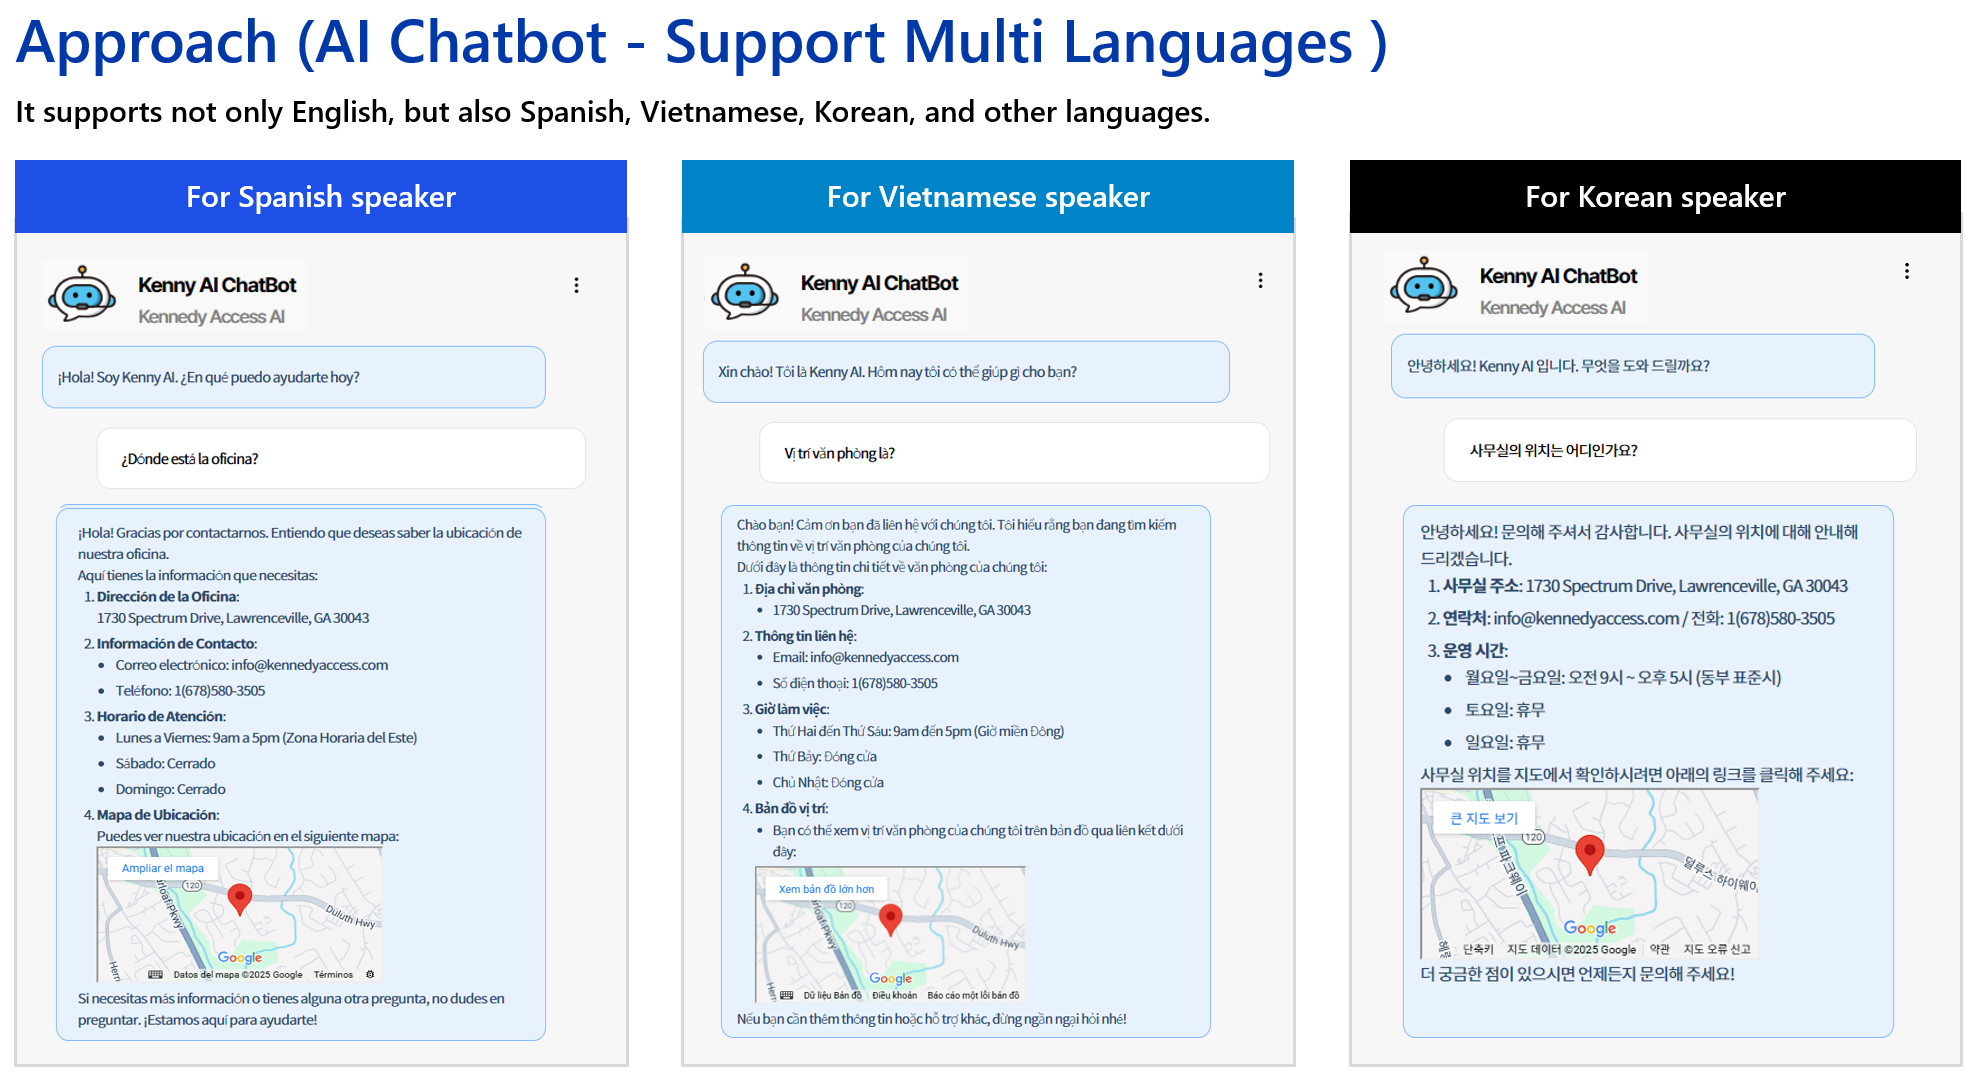 Approach (AI Chatbot - Support Multi Languages )
It supports not only English, but also Spanish, Vietnamese, Korean, and other languages.
For Spanish speaker
Kenny AI ChatBot
Kennedy Access AI
¡Hola! Soy Kenny AI. ¿En qué puedo ayudarte hoy?
¿Dónde está la oficina?
¡Hola! Gracias por contactarnos. Entiendo que deseas saber la ubicación de
nuestra oficina.
Aquí tienes la información que necesitas:
1. Dirección de la Oficina:
1730 Spectrum Drive, Lawrenceville, GA 30043
2. Información de Contacto:
• Correo electrónico: info@kennedyaccess.com
• Teléfono: 1(678)580-3505
3. Horario de Atención:
• Lunes a Viernes: 9am a 5pm (Zona Horaria del Este)
• Sábado: Cerrado
• Domingo: Cerrado
4. Mapa de Ubicación:
Puedes ver nuestra ubicación en el siguiente mapa:
Ampliar el mapa
120
Duluth Hwy
Google
Datos del mapa ©2025 Google Términos
Si necesitas más información o tienes alguna otra pregunta, no dudes en
preguntar. ¡Estamos aquí para ayudarte!
For Vietnamese speaker
Kenny AI ChatBot
Kennedy Access AI
Xin chào! Tôi là Kenny AI. Hôm nay tôi có thể giúp gì cho bạn?
Vị trí văn phòng là?
Chào bạn! Cảm ơn bạn đã liên hệ với chúng tôi. Tôi hiểu rằng bạn đang tìm kiếm
thông tin về vị trí văn phòng của chúng tôi.
Dưới đây là thông tin chi tiết về văn phòng của chúng tôi:
1. Địa chỉ văn phòng:
• 1730 Spectrum Drive, Lawrenceville, GA 30043
2. Thông tin liên hệ:
• Email: info@kennedyaccess.com
• Số điện thoại: 1(678)580-3505
3. Giờ làm việc:
• Thứ Hai đến Thứ Sáu: 9am đến 5pm (Giờ miền Đông)
• Thứ Bảy: Đóng cửa
• Chủ Nhật: Đóng cửa
4. Bản đồ vị trí:
• Bạn có thể xem vị trí văn phòng của chúng tôi trên bản đồ qua liên kết dưới
đây:
Xem bản đồ lớn hơn
120
Duluth Hwy
Google
Dữ liệu Bản đồ Điều khoản Báo cáo một lỗi bản đồ
Nếu bạn cần thêm thông tin hoặc hỗ trợ khác, đừng ngần ngại hỏi nhé!
For Korean speaker
Kenny AI ChatBot
Kennedy Access AI
안녕하세요! Kenny AI 입니다. 무엇을 도와 드릴까요?
사무실의 위치는 어디인가요?
안녕하세요! 문의해 주셔서 감사합니다. 사무실의 위치에 대해 안내해
드리겠습니다.
1. 사무실 주소: 1730 Spectrum Drive, Lawrenceville, GA 30043
2. 연락처: info@kennedyaccess.com / 전화: 1(678)580-3505
3. 운영 시간:
• 월요일~금요일: 오전 9시 ~ 오후 5시 (동부 표준시)
• 토요일: 휴무
• 일요일: 휴무
사무실 위치를 지도에서 확인하시려면 아래의 링크를 클릭해 주세요:
큰 지도 보기
120
파크웨이
덜루스 하이웨이
Google
단축키 지도 데이터 ©2025 Google 약관 지도 오류 신고
더 궁금한 점이 있으시면 언제든지 문의해 주세요!